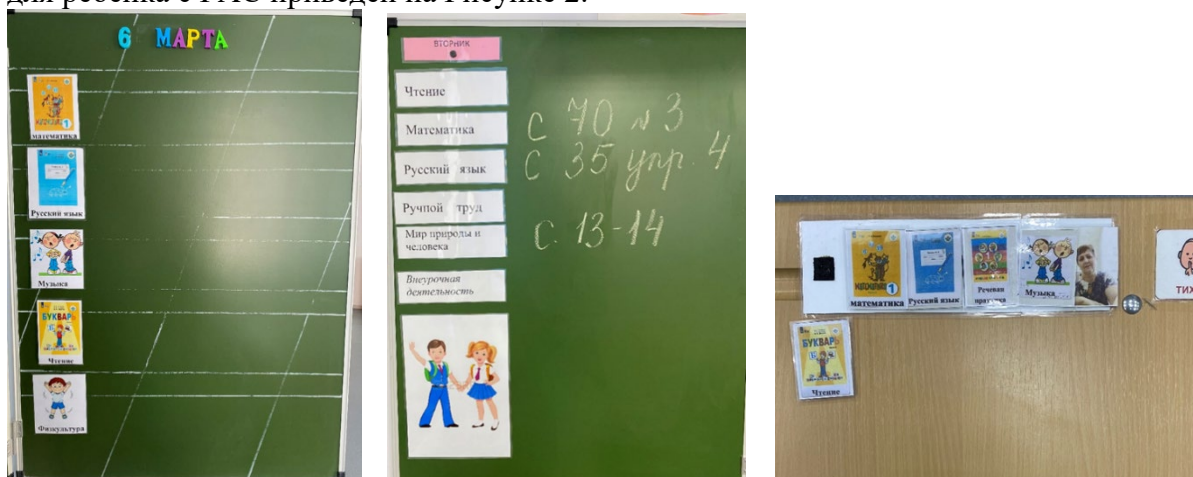 для ребенка с РАС приведен на Рисунке 2.
6 МАРТА
математика
Русский язык
Музыка
БУКВАРЬ
Чтение
Физкультура
ВТОРНИК
Чтение
Математика
Русский язык
Ручной труд
Мир природы и
человека
Внеурочная
деятельность
С 70 № 3
С 35 упр. 4
С. 13-14
математика
Русский язык
Речевая
практика
Музыка
БУКВАРЬ
Чтение